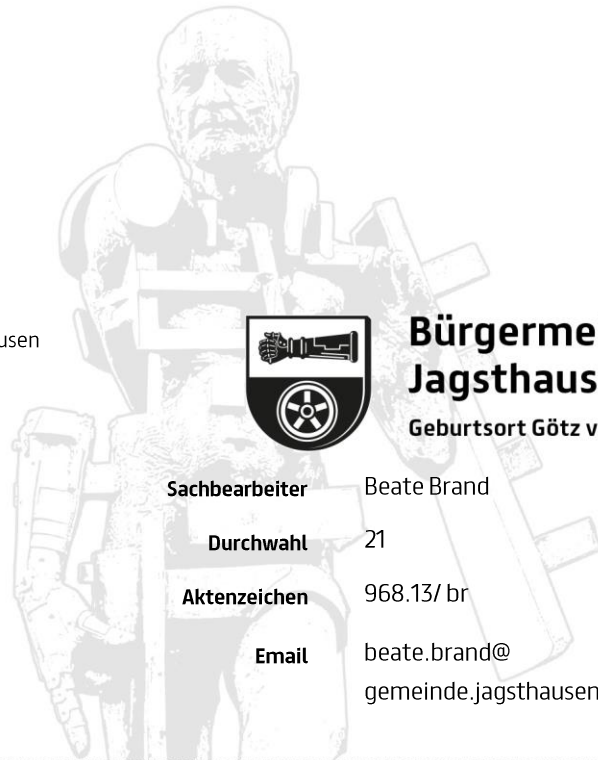 usen
Bürgerme
Jagsthaus
Geburtsort Götz v
Sachbearbeiter Beate Brand
Durchwahl 21
Aktenzeichen 968.13/ br
Email beate.brand@
gemeinde.jagsthausen